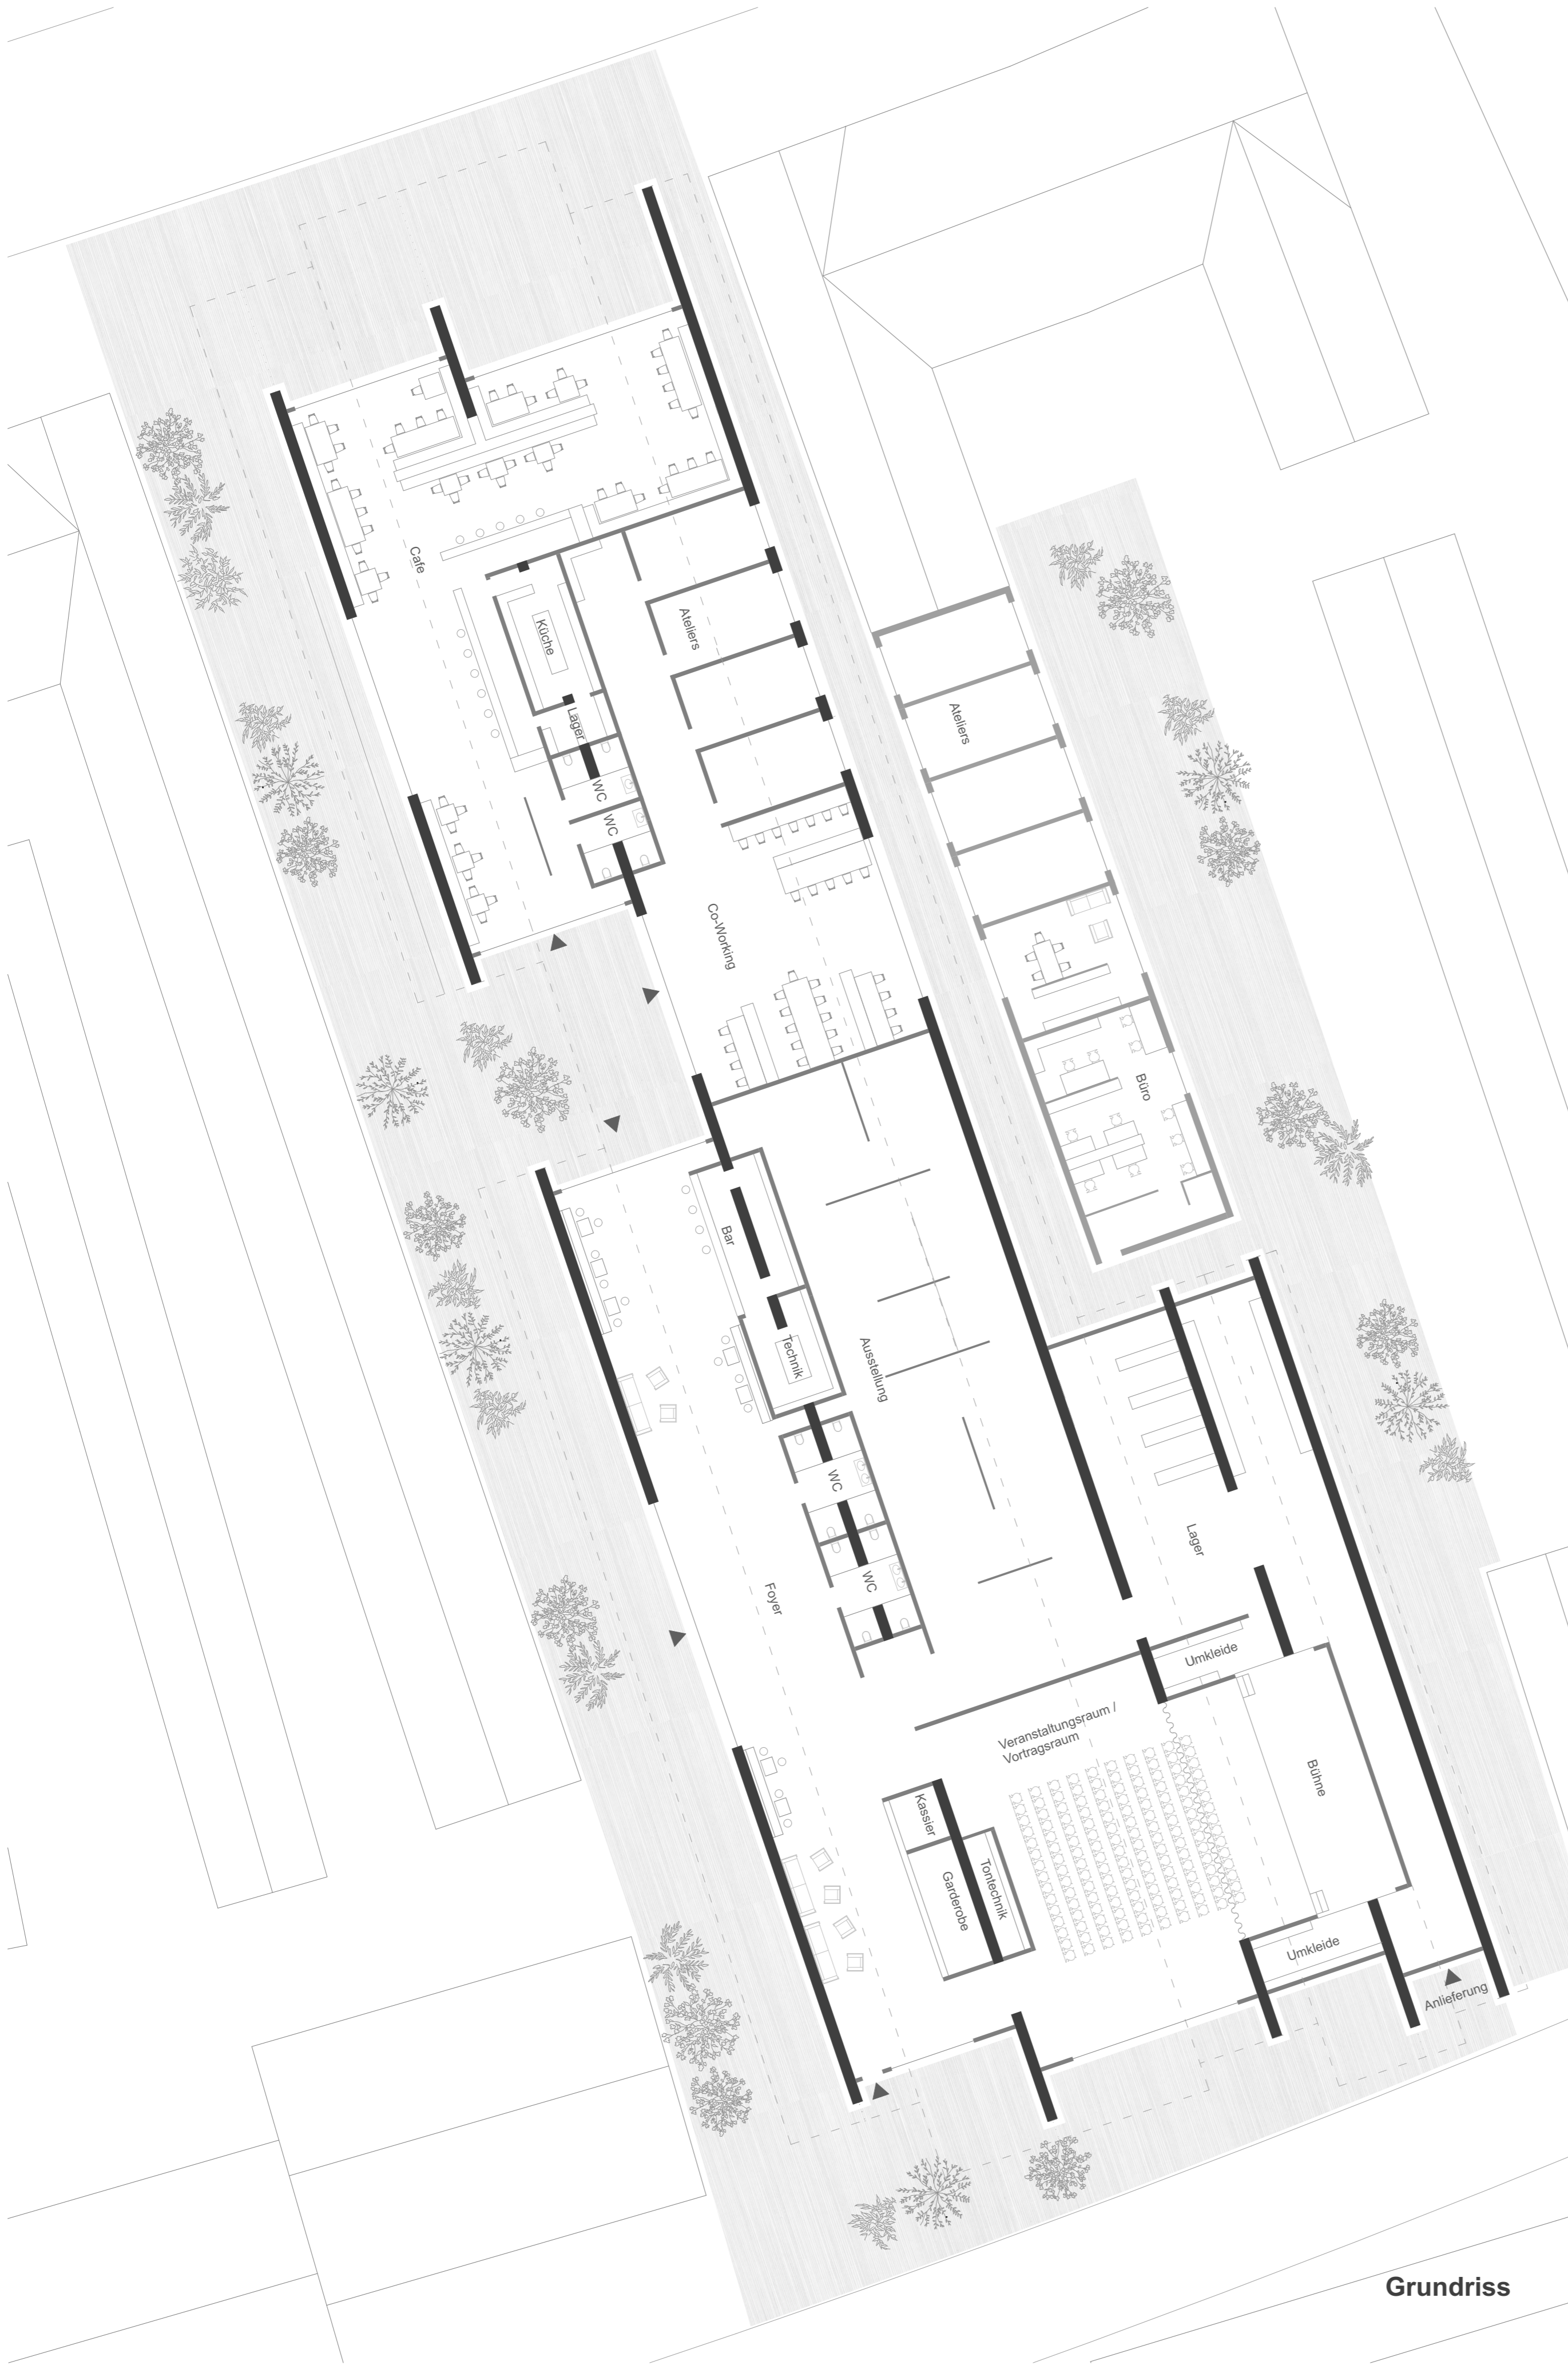 Cafe
Küche
Ateliers
Lager
WC
WC
Ateliers
Co-Working
Büro
Bar
Technik
Ausstellung
WC
WC
Foyer
Lager
Umkleide
Veranstaltungsraum /
Vortragsraum
Bühne
Kassier
Tontechnik
Garderobe
Umkleide
Anlieferung
Grundriss